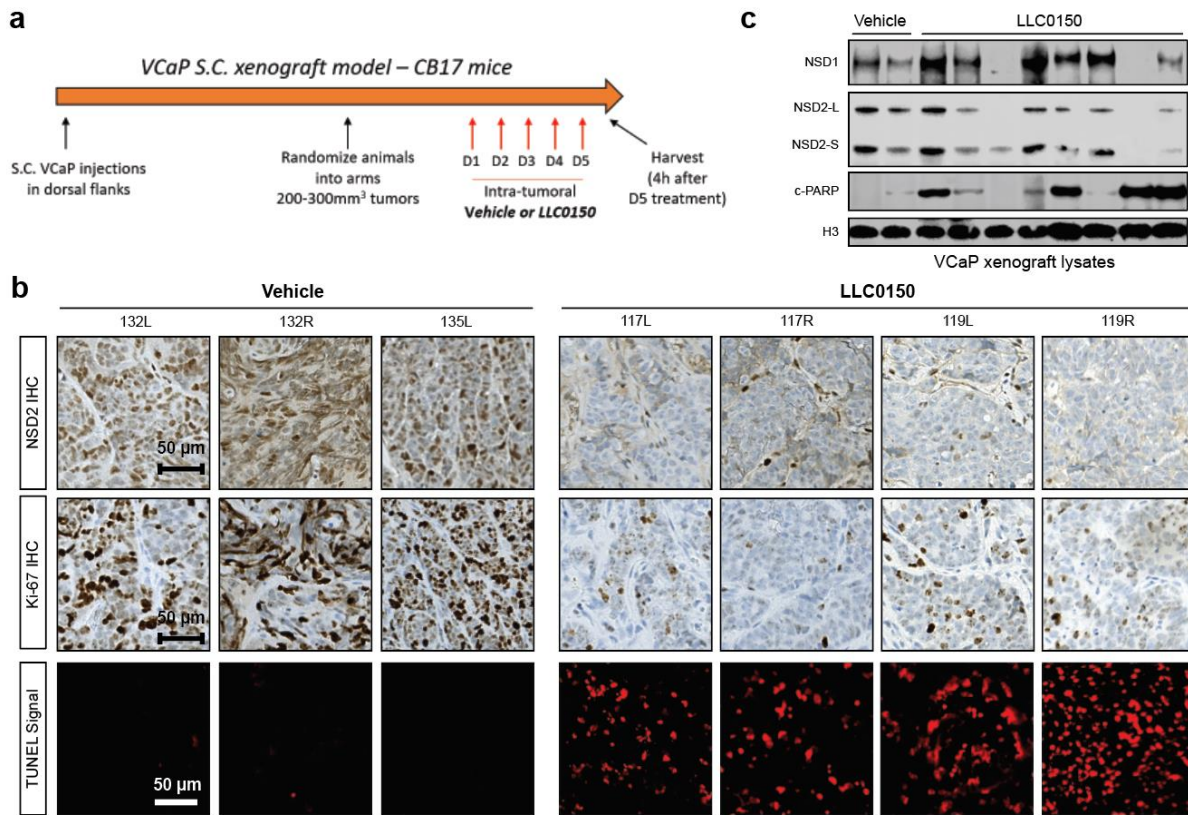 a
VCaP S.C. xenograft model – CB17 mice
S.C. VCaP injections
in dorsal flanks
Randomize animals
into arms
200-300mm³ tumors
D1 D2 D3 D4 D5
Intra-tumoral
Vehicle or LLC0150
Harvest
(4h after
D5 treatment)
c
Vehicle LLC0150
NSD1
NSD2-L
NSD2-S
c-PARP
H3
VCaP xenograft lysates
b
Vehicle LLC0150
132L 132R 135L 117L 117R 119L 119R
NSD2 IHC
50 µm
Ki-67 IHC
50 µm
TUNEL Signal
50 µm